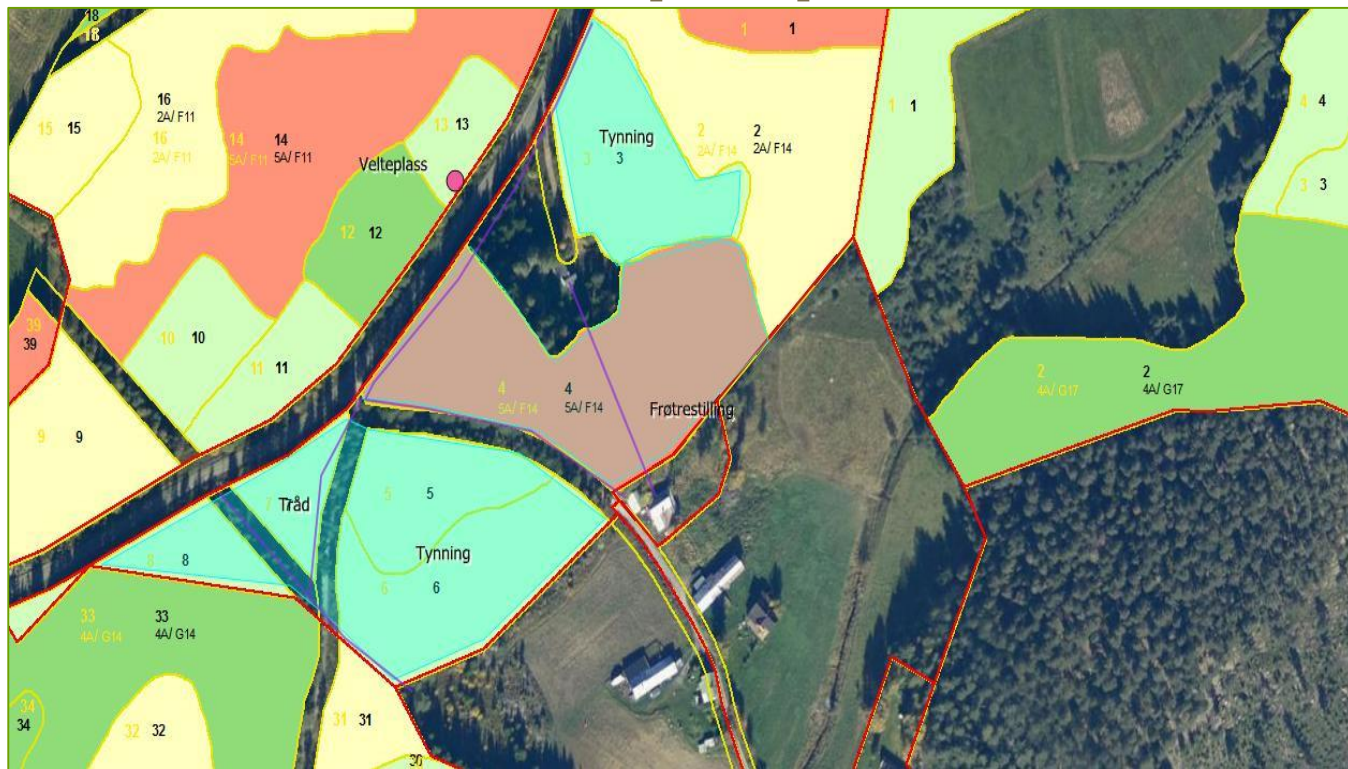 18
18
1 1
16
2A/ F11
16
2A/ F11
15 15
14 14
5A/ F11 5A/ F11
13 13
Velteplass
Tynning
3 3
2 2
2A/ F14 2A/ F14
1 1
4 4
3 3
12 12
39
39
10 10
11 11
2 2
4A/ G17 4A/ G17
4 4
5A/ F14 5A/ F14
Frøtrestilling
9 9
5 5
7
Tråd
Tynning
8 8
6 6
33 33
4A/ G14 4A/ G14
34
34
32 32
31 31
30